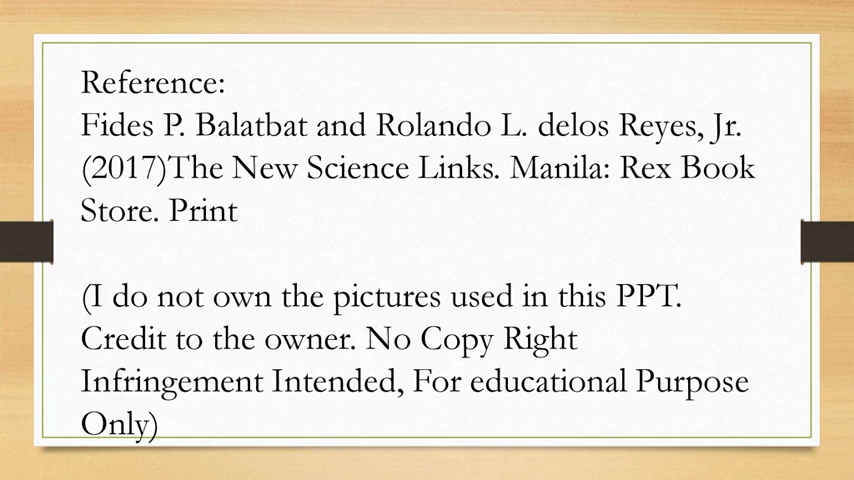 Reference:
Fides P. Balatbat and Rolando L. delos Reyes, Jr.
(2017)The New Science Links. Manila: Rex Book
Store. Print
(I do not own the pictures used in this PPT.
Credit to the owner. No Copy Right
Infringement Intended, For educational Purpose
Only)